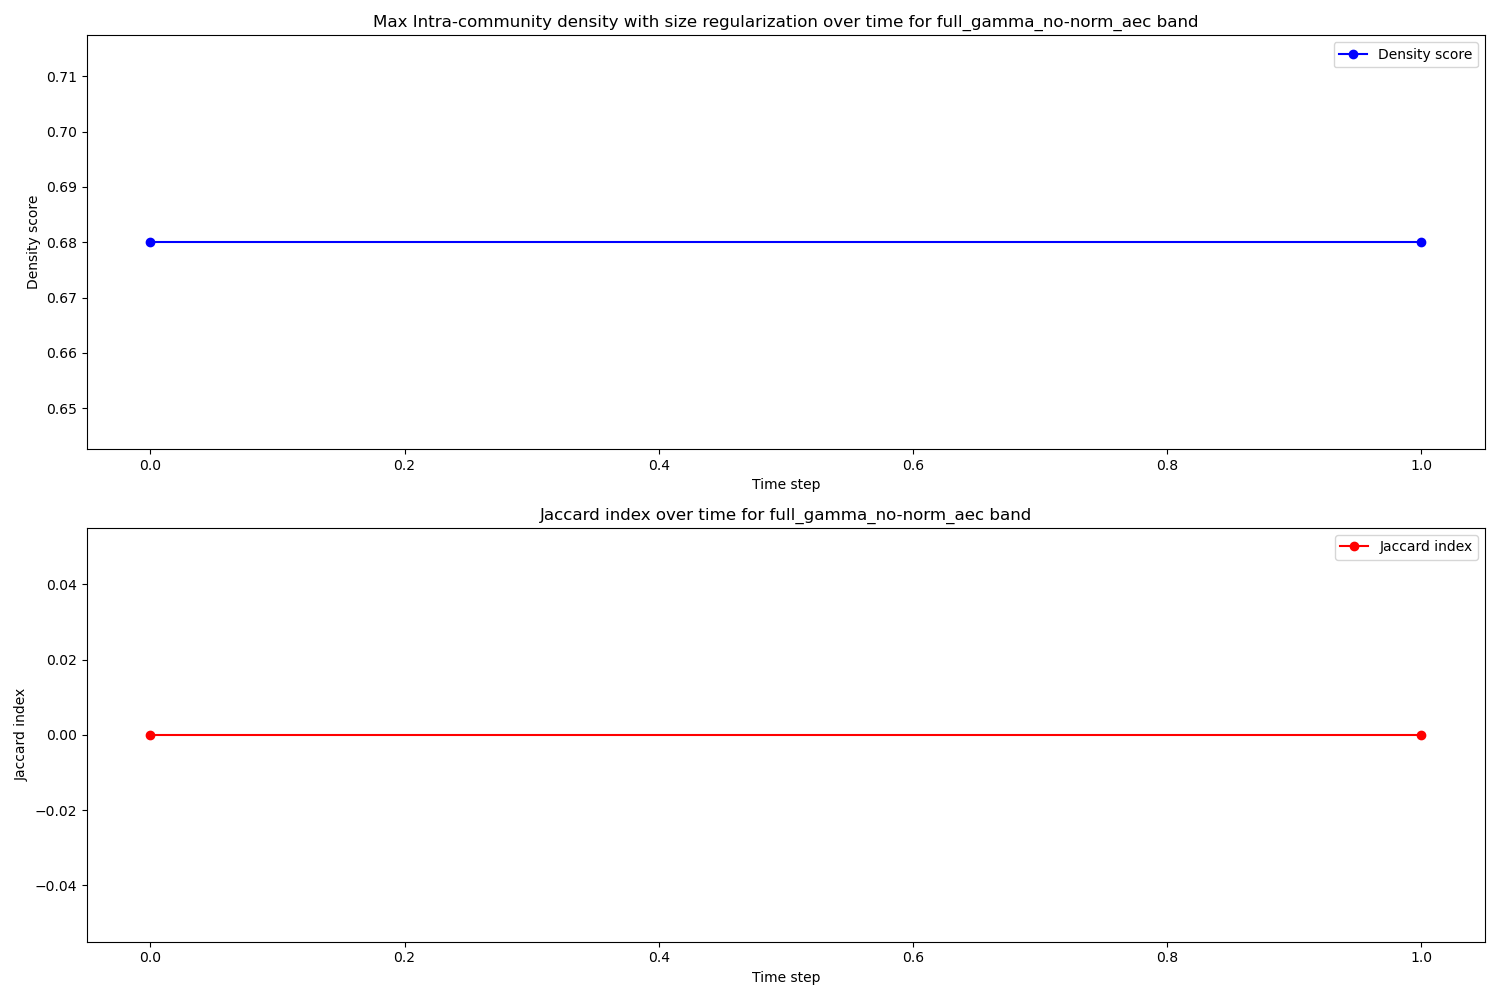 Max Intra-community density with size regularization over time for full_gamma_no-norm_aec band
Density score
0.71
0.70
0.69
0.68
0.67
0.66
0.65
Density score
0.0 0.2 0.4 0.6 0.8 1.0
Time step
Jaccard index over time for full_gamma_no-norm_aec band
Jaccard index
0.04
0.02
0.00
−0.02
−0.04
Jaccard index
0.0 0.2 0.4 0.6 0.8 1.0
Time step